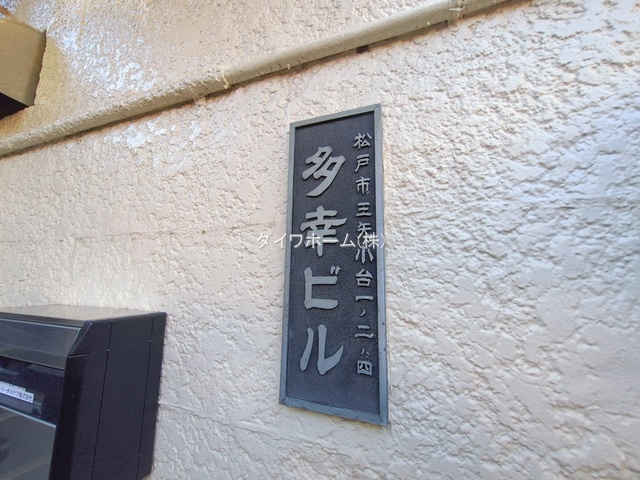 松戸市王矢小台一ノ二ノ四
多幸ビル
ダイワホーム(株)